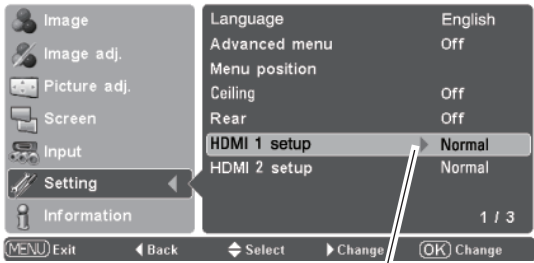 Image
Image adj.
Picture adj.
Screen
Input
Setting
Information
Language English
Advanced menu Off
Menu position
Ceiling Off
Rear Off
HDMI 1 setup Normal
HDMI 2 setup Normal
1 / 3
MENU Exit Back Select Change OK Change